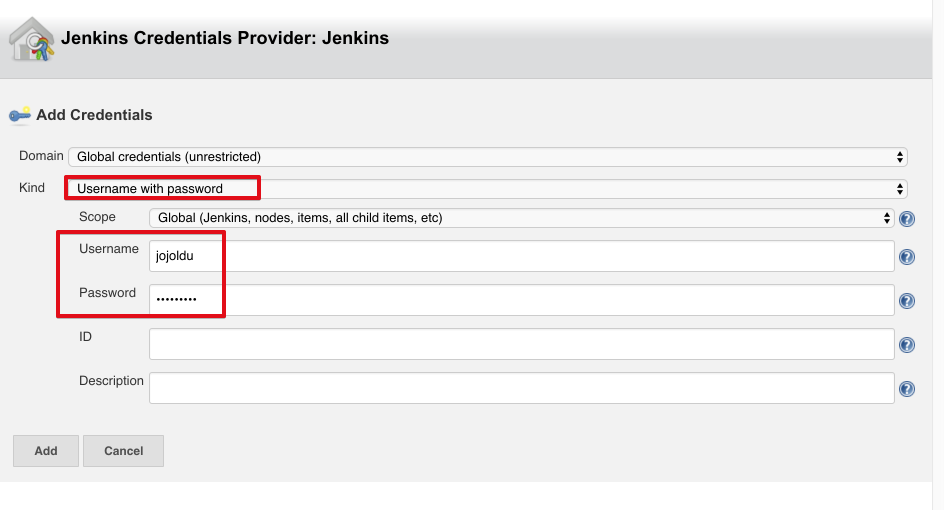 Jenkins Credentials Provider: Jenkins
Add Credentials
Domain Global credentials (unrestricted)
Kind Username with password
Scope Global (Jenkins, nodes, items, all child items, etc)
Username jojoldu
Password •••••••••
ID
Description
Add Cancel